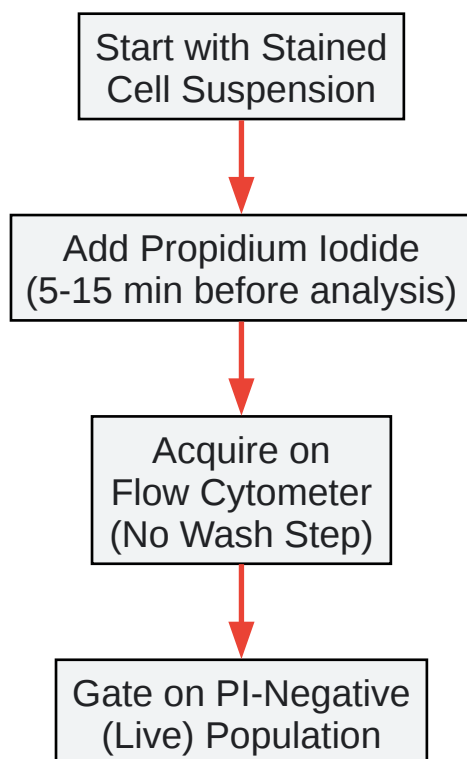 Start with Stained
Cell Suspension
Add Propidium Iodide
(5-15 min before analysis)
Acquire on
Flow Cytometer
(No Wash Step)
Gate on PI-Negative
(Live) Population